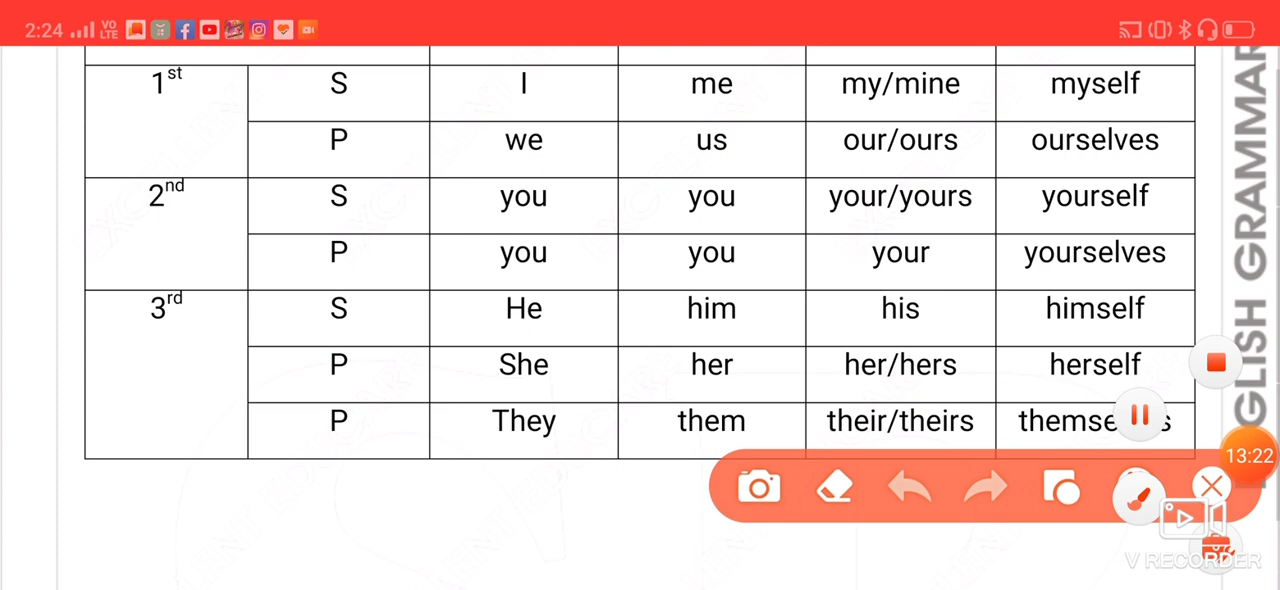 2:24 VO LTE
1st S I me my/mine myself
P we us our/ours ourselves
2nd S you you your/yours yourself
P you you your yourselves
3rd S He him his himself
P She her her/hers herself
P They them their/theirs
13:22
V RECORDER
GLISH GRAMMAR